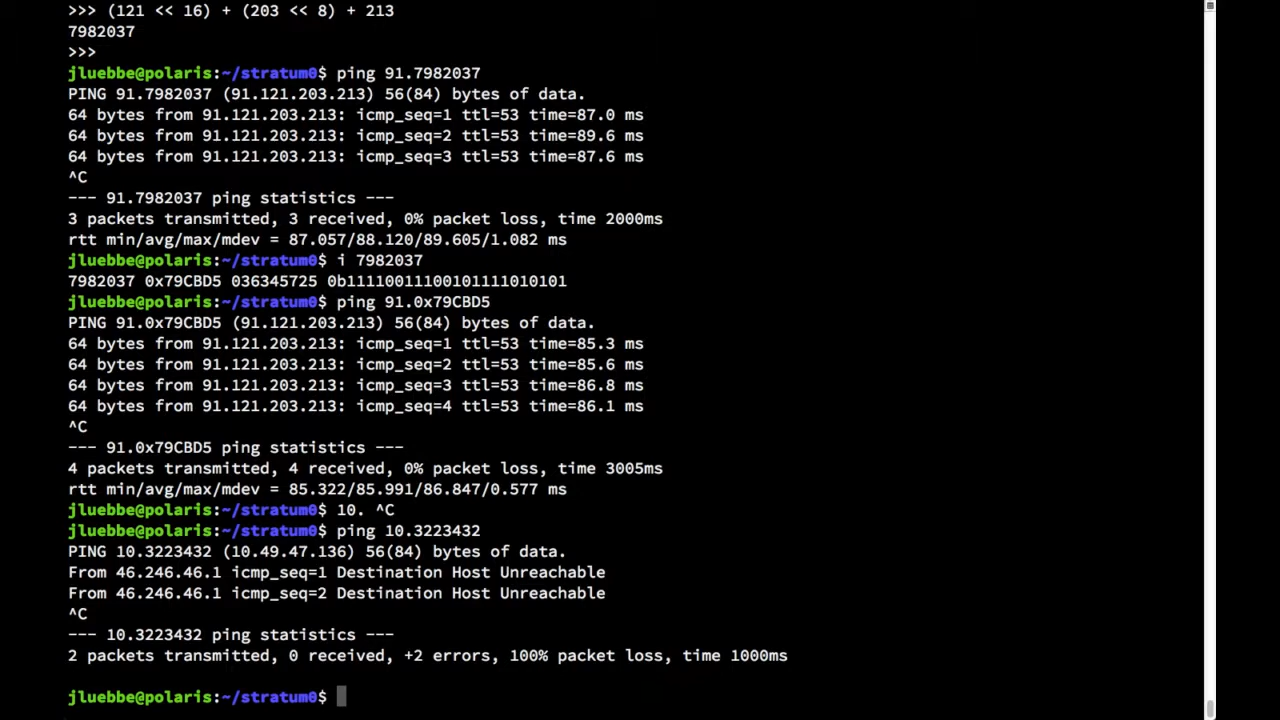 >>> (121 << 16) + (203 << 8) + 213
7982037
>>>
jluebbe@polaris:~/stratum0$ ping 91.7982037
PING 91.7982037 (91.121.203.213) 56(84) bytes of data.
64 bytes from 91.121.203.213: icmp_seq=1 ttl=53 time=87.0 ms
64 bytes from 91.121.203.213: icmp_seq=2 ttl=53 time=89.6 ms
64 bytes from 91.121.203.213: icmp_seq=3 ttl=53 time=87.6 ms
^C
--- 91.7982037 ping statistics ---
3 packets transmitted, 3 received, 0% packet loss, time 2000ms
rtt min/avg/max/mdev = 87.057/88.120/89.605/1.082 ms
jluebbe@polaris:~/stratum0$ i 7982037
7982037 0x79CBD5 036345725 0b11110011100101111010101
jluebbe@polaris:~/stratum0$ ping 91.0x79CBD5
PING 91.0x79CBD5 (91.121.203.213) 56(84) bytes of data.
64 bytes from 91.121.203.213: icmp_seq=1 ttl=53 time=85.3 ms
64 bytes from 91.121.203.213: icmp_seq=2 ttl=53 time=85.6 ms
64 bytes from 91.121.203.213: icmp_seq=3 ttl=53 time=86.8 ms
64 bytes from 91.121.203.213: icmp_seq=4 ttl=53 time=86.1 ms
^C
--- 91.0x79CBD5 ping statistics ---
4 packets transmitted, 4 received, 0% packet loss, time 3005ms
rtt min/avg/max/mdev = 85.322/85.991/86.847/0.577 ms
jluebbe@polaris:~/stratum0$ 10. ^C
jluebbe@polaris:~/stratum0$ ping 10.3223432
PING 10.3223432 (10.49.47.136) 56(84) bytes of data.
From 46.246.46.1 icmp_seq=1 Destination Host Unreachable
From 46.246.46.1 icmp_seq=2 Destination Host Unreachable
^C
--- 10.3223432 ping statistics ---
2 packets transmitted, 0 received, +2 errors, 100% packet loss, time 1000ms
jluebbe@polaris:~/stratum0$